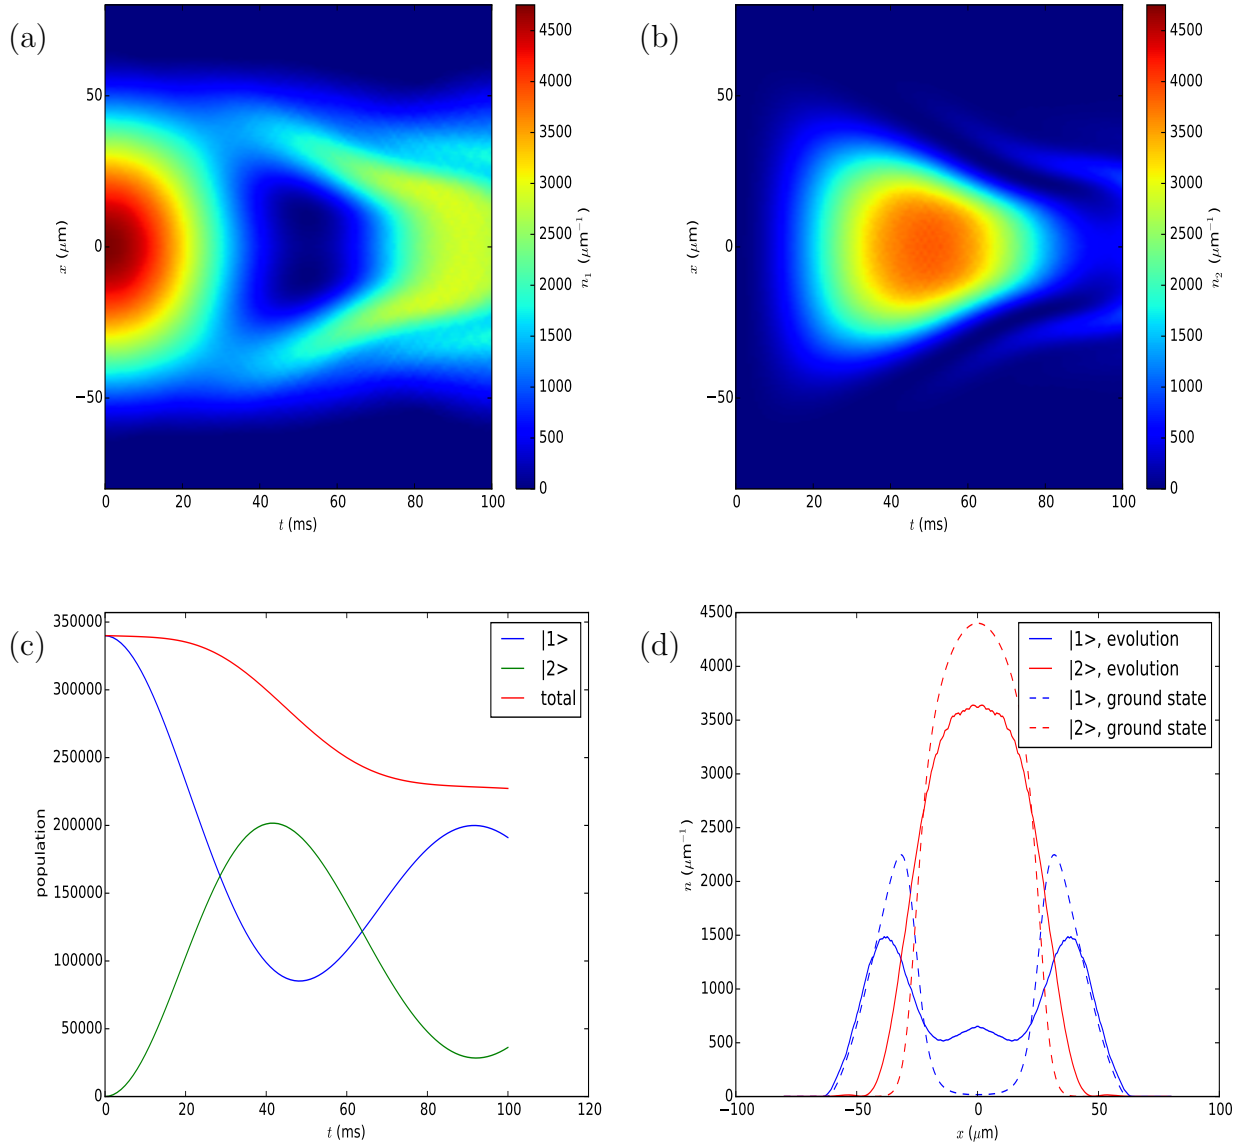 (a)
50
0
−50
x (μm)
0 20 40 60 80 100
t (ms)
4500
4000
3500
3000
2500
2000
1500
1000
500
0
n₁ (μm⁻¹)
(b)
50
0
−50
x (μm)
0 20 40 60 80 100
t (ms)
4500
4000
3500
3000
2500
2000
1500
1000
500
0
n₂ (μm⁻¹)
(c)
350000
300000
250000
200000
150000
100000
50000
0
population
0 20 40 60 80 100 120
t (ms)
|1>
|2>
total
(d)
4500
4000
3500
3000
2500
2000
1500
1000
500
0
n (μm⁻¹)
−100 −50 0 50 100
x (μm)
|1>, evolution
|2>, evolution
|1>, ground state
|2>, ground state